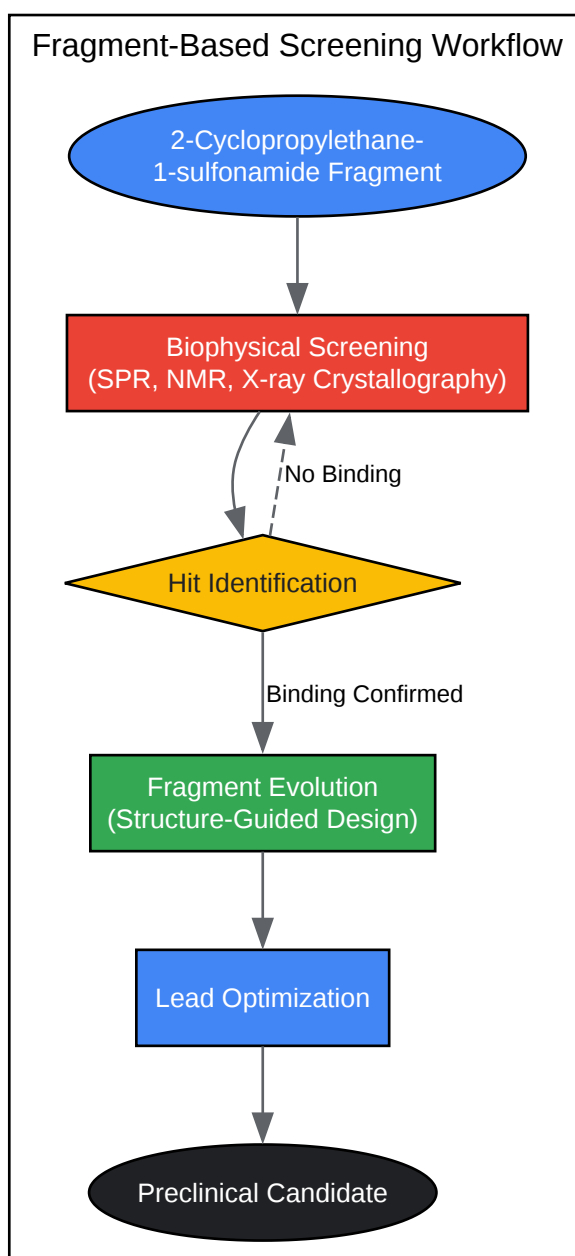 Fragment-Based Screening Workflow
2-Cyclopropylethane-
1-sulfonamide Fragment
Biophysical Screening
(SPR, NMR, X-ray Crystallography)
No Binding
Hit Identification
Binding Confirmed
Fragment Evolution
(Structure-Guided Design)
Lead Optimization
Preclinical Candidate